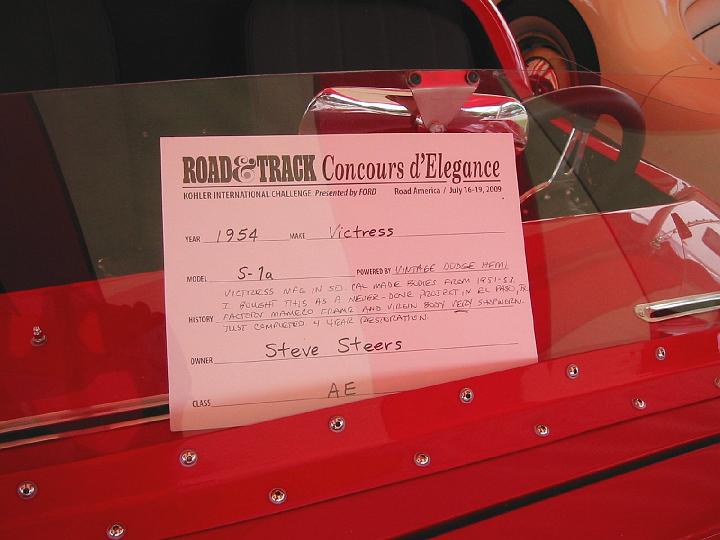 ROAD & TRACK Concours d'Elegance
KOHLER INTERNATIONAL CHALLENGE Presented by FORD Road America / July 16-19, 2009
YEAR 1954 MAKE Victress
MODEL S-1a POWERED BY VINTAGE DODGE HEMI
VICTRESS MFG IN SO. CAL MADE BODIES FROM 1951-
I BOUGHT THIS AS A NEVER-DONE PROJECT IN EL PASO,
HISTORY FACTORY MAMECO FRAME AND VIRGIN BODY VERY SHOPWORN.
JUST COMPLETED 4 YEAR RESTORATION.
OWNER Steve Steers
CLASS AE